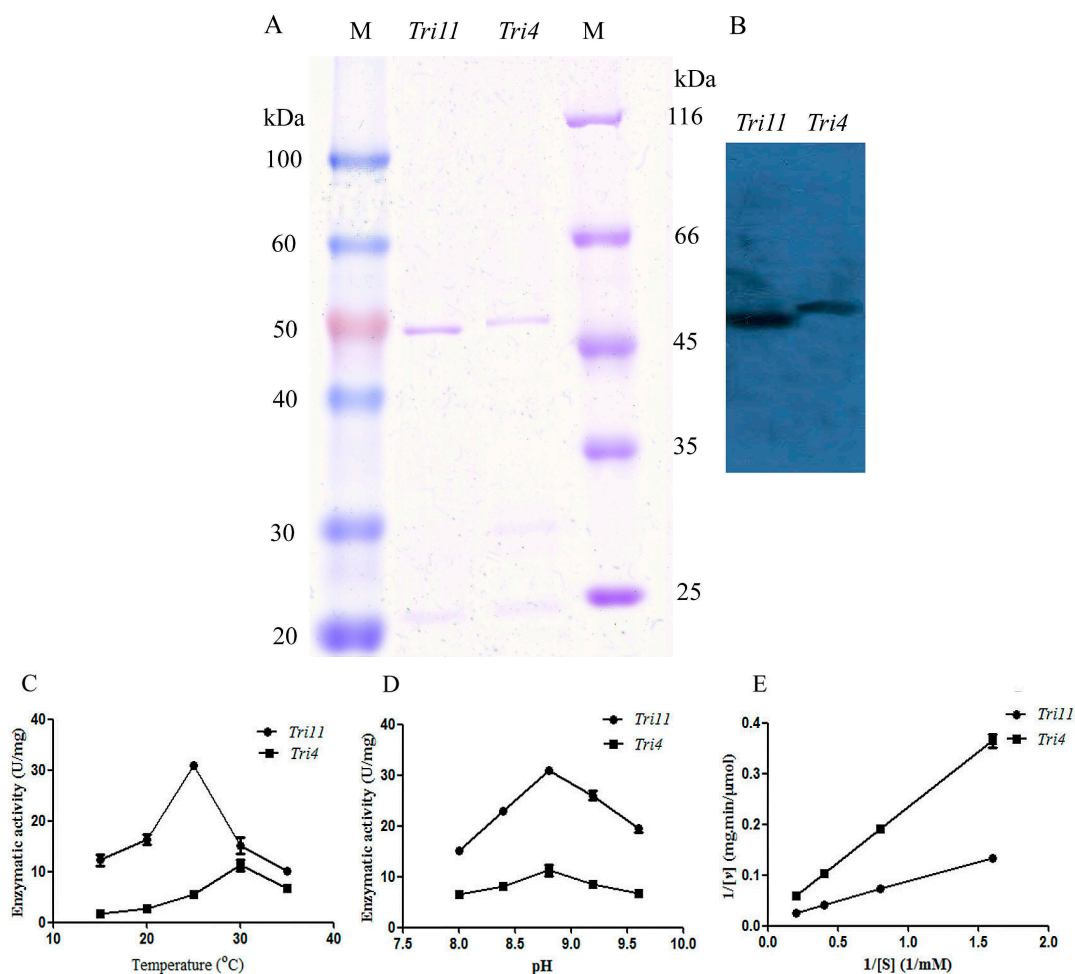 A
M Tri11 Tri4 M
B
kDa
kDa
116
Tri11 Tri4
100
60
66
50
45
40
35
30
25
20
C
Tri11
Tri4
Enzymatic activity (U/mg)
40
30
20
10
0
10 20 30 40
Temperature (°C)
D
Tri11
Tri4
Enzymatic activity (U/mg)
40
30
20
10
0
7.5 8.0 8.5 9.0 9.5 10.0
pH
E
Tri11
Tri4
1/[v] (mg.min/μmol)
0.4
0.3
0.2
0.1
0.0
0.0 0.4 0.8 1.2 1.6 2.0
1/[S] (1/mM)